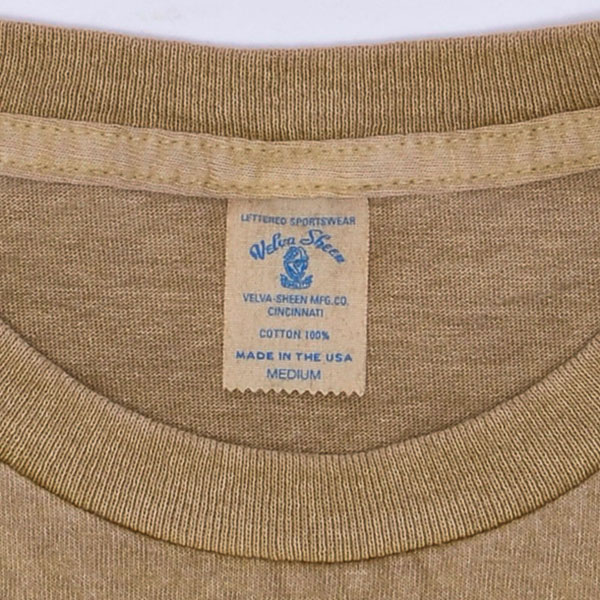 LETTERED SPORTSWEAR
Velva Sheen
VELVA-SHEEN MFG. CO.
CINCINNATI
COTTON 100%
MADE IN THE USA
MEDIUM